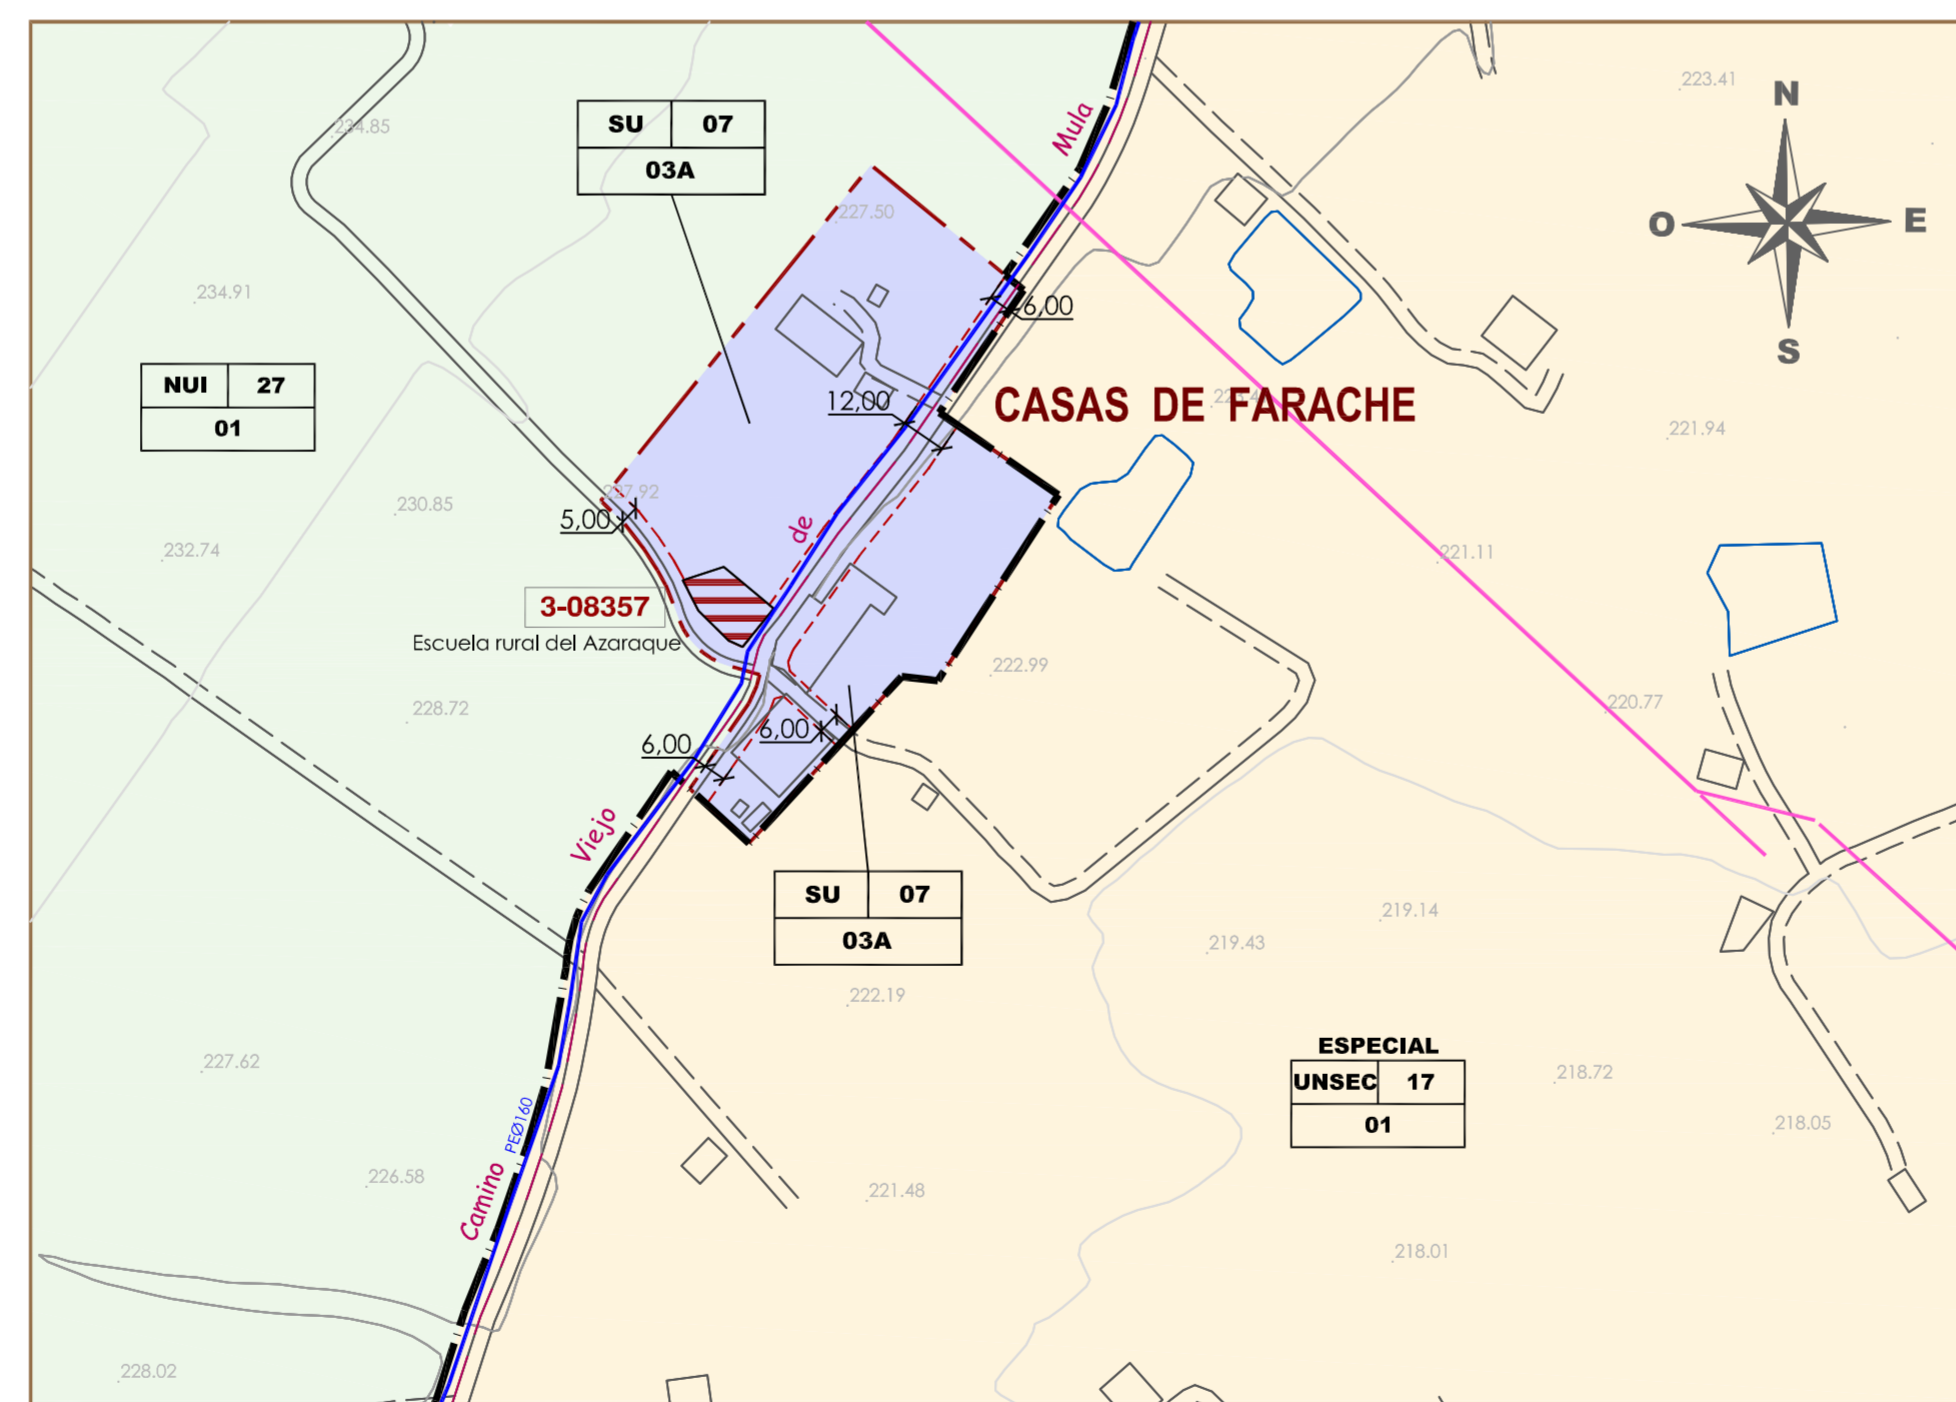 223.41
N
Mula
SU 07
03A
234.85
227.50
O
E
234.91
6,00
S
NUI 27
01
12,00
CASAS DE FARACHE
221.94
230.85
227.92
5,00
de
232.74
221.11
3-08357
Escuela rural del Azaraque
222.99
228.72
220.77
6,00
6,00
Viejo
SU 07
03A
219.14
219.43
222.19
ESPECIAL
UNSEC 17
01
227.62
218.72
PEØ160
218.05
226.58
Camino
221.48
218.01
228.02